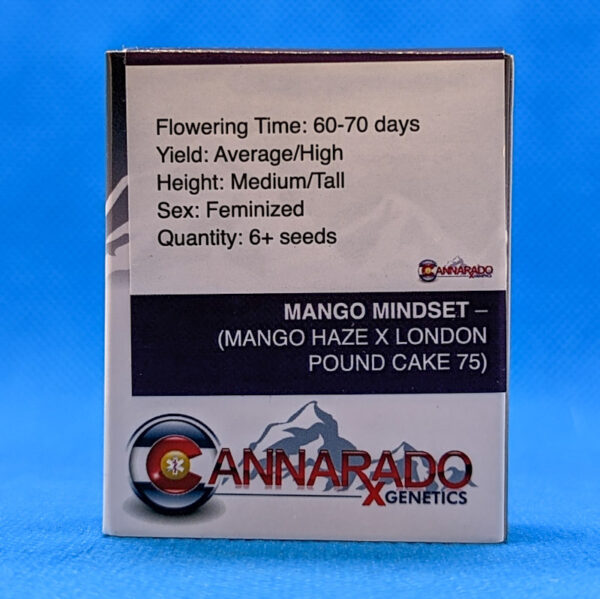 Flowering Time: 60-70 days
Yield: Average/High
Height: Medium/Tall
Sex: Feminized
Quantity: 6+ seeds
CANNARADO
X GENETICS
MANGO MINDSET –
(MANGO HAZE X LONDON
POUND CAKE 75)
CANNARADO
X GENETICS